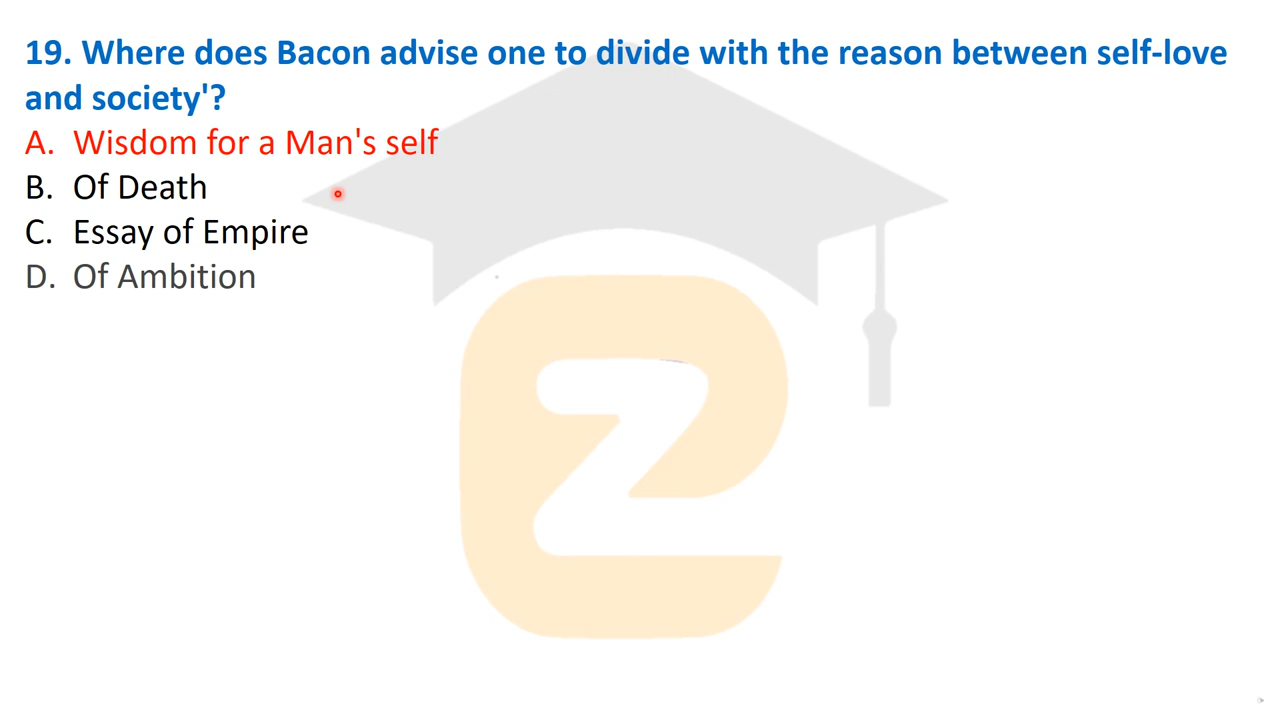 19. Where does Bacon advise one to divide with the reason between self-love
and society'?
A. Wisdom for a Man's self
B. Of Death
C. Essay of Empire
D. Of Ambition